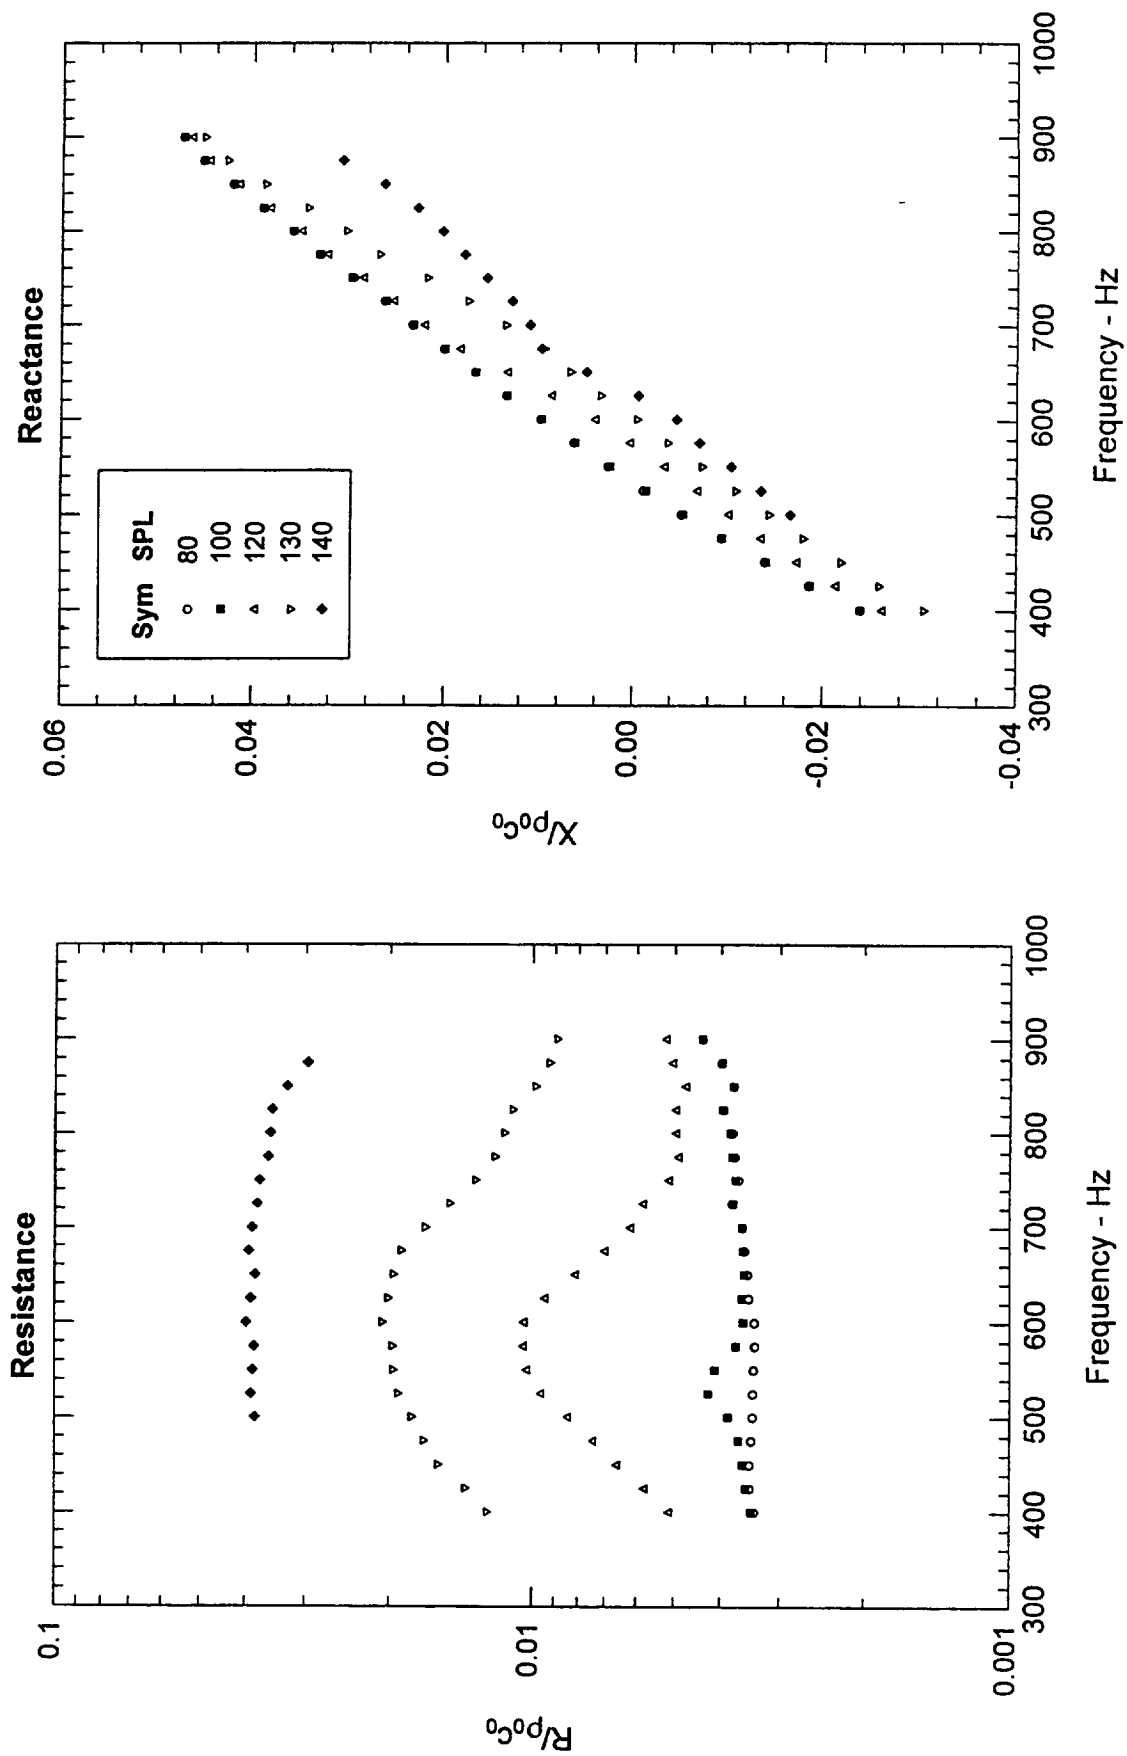 Resistance
R/ρ₀c₀
0.1
0.01
0.001
300 400 500 600 700 800 900 1000
Frequency - Hz
Reactance
X/ρ₀c₀
0.06
0.04
0.02
0.00
-0.02
-0.04
Sym SPL
80
100
120
130
140
300 400 500 600 700 800 900 1000
Frequency - Hz